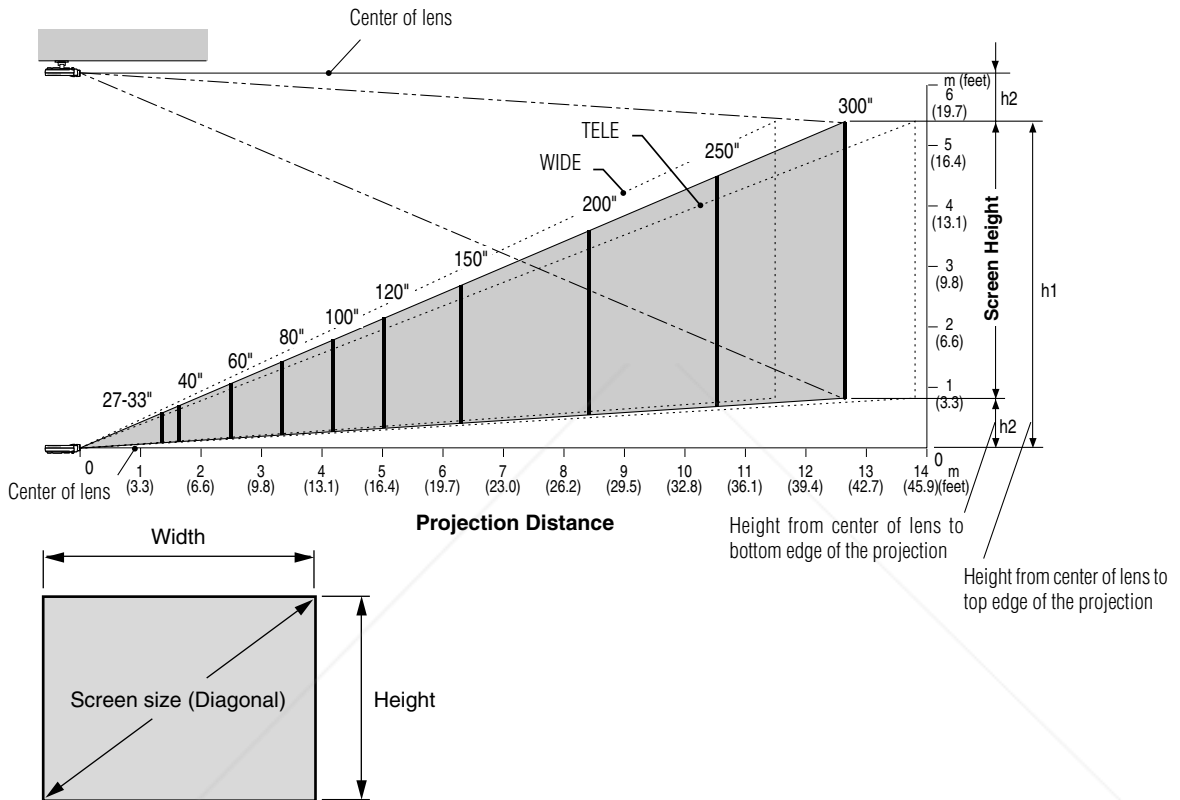 Center of lens
m (feet)
6
(19.7)
h2
300"
TELE
WIDE
250"
5
(16.4)
200"
4
(13.1)
Screen Height
150"
3
(9.8)
h1
120"
100"
2
(6.6)
80"
60"
40"
27-33"
1
(3.3)
h2
0
Center of lens
0 1 2 3 4 5 6 7 8 9 10 11 12 13 14 m
(3.3) (6.6) (9.8) (13.1) (16.4) (19.7) (23.0) (26.2) (29.5) (32.8) (36.1) (39.4) (42.7) (45.9)(feet)
Projection Distance
Height from center of lens to
bottom edge of the projection
Height from center of lens to
top edge of the projection
Width
Screen size (Diagonal)
Height